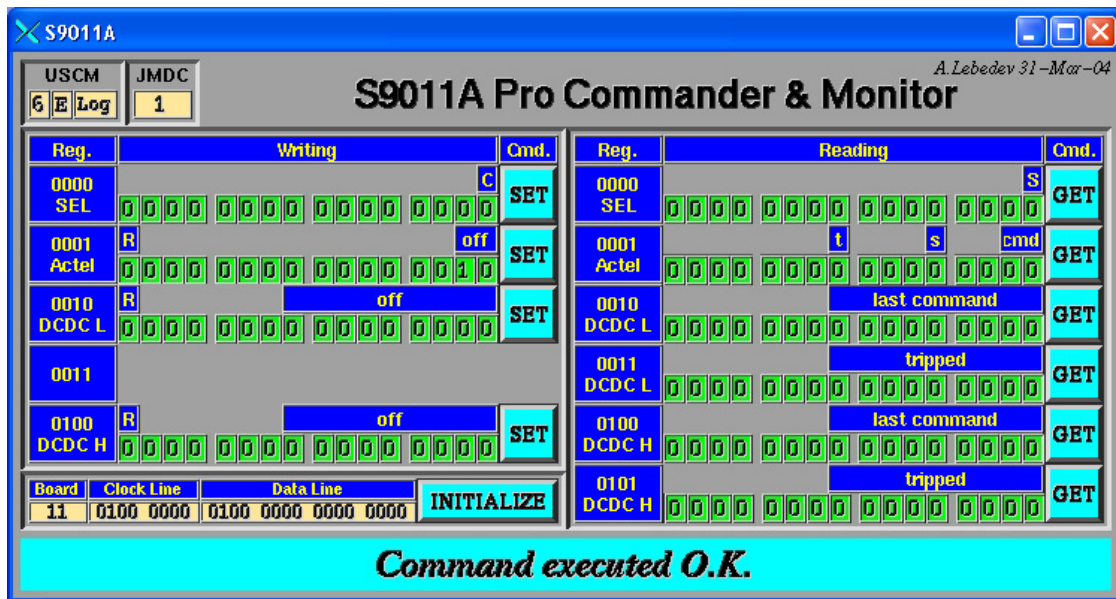 S9011A
USCM JMDC
A.Lebedev 31-Mar-04
6 E Log 1
S9011A Pro Commander & Monitor
Reg. Writing Cmd.
0000 SEL C SET
0 0 0 0 0 0 0 0 0 0 0 0 0 0 0 0
0001 Actel R off SET
0 0 0 0 0 0 0 0 0 0 0 0 0 0 1 0
0010 DCDC L R off SET
0 0 0 0 0 0 0 0 0 0 0 0 0 0 0 0
0011
0100 DCDC H R off SET
0 0 0 0 0 0 0 0 0 0 0 0 0 0 0 0
Board Clock Line Data Line
11 0100 0000 0100 0000 0000 0000 INITIALIZE
Reg. Reading Cmd.
0000 SEL S GET
0 0 0 0 0 0 0 0 0 0 0 0 0 0 0 0
0001 Actel t s cmd GET
0 0 0 0 0 0 0 0 0 0 0 0 0 0 0 0
0010 DCDC L last command GET
0 0 0 0 0 0 0 0 0 0 0 0 0 0 0 0
0011 DCDC L tripped GET
0 0 0 0 0 0 0 0 0 0 0 0 0 0 0 0
0100 DCDC H last command GET
0 0 0 0 0 0 0 0 0 0 0 0 0 0 0 0
0101 DCDC H tripped GET
0 0 0 0 0 0 0 0 0 0 0 0 0 0 0 0
Command executed O.K.